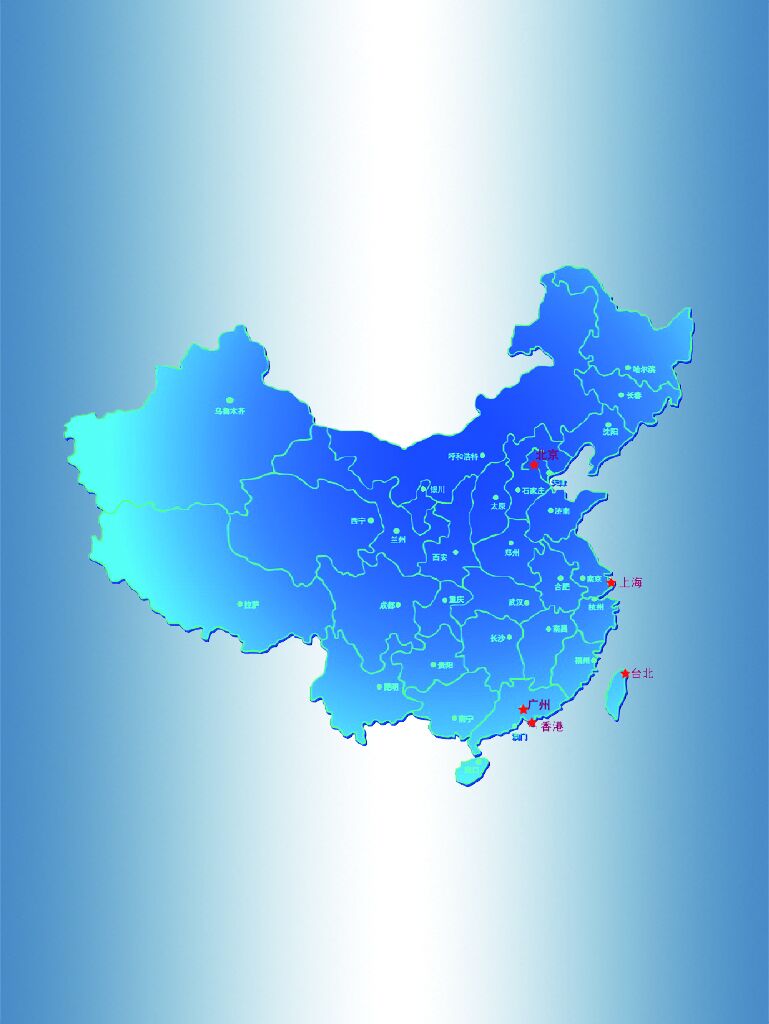 哈尔滨
长春
乌鲁木齐
沈阳
北京
呼和浩特
天津
银川
石家庄
太原
济南
西宁
兰州
郑州
西安
南京
上海
合肥
拉萨
成都
重庆
武汉
杭州
南昌
长沙
福州
贵阳
台北
昆明
广州
南宁
香港
澳门
海口